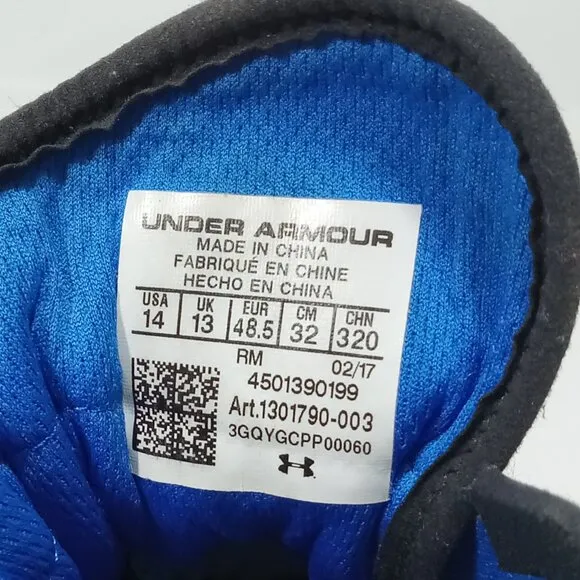 UNDER ARMOUR
MADE IN CHINA
FABRIQUÉ EN CHINE
HECHO EN CHINA
USA UK EUR CM CHN
14 13 48.5 32 320
RM 02/17
4501390199
Art.1301790-003
3GQYGCPP00060